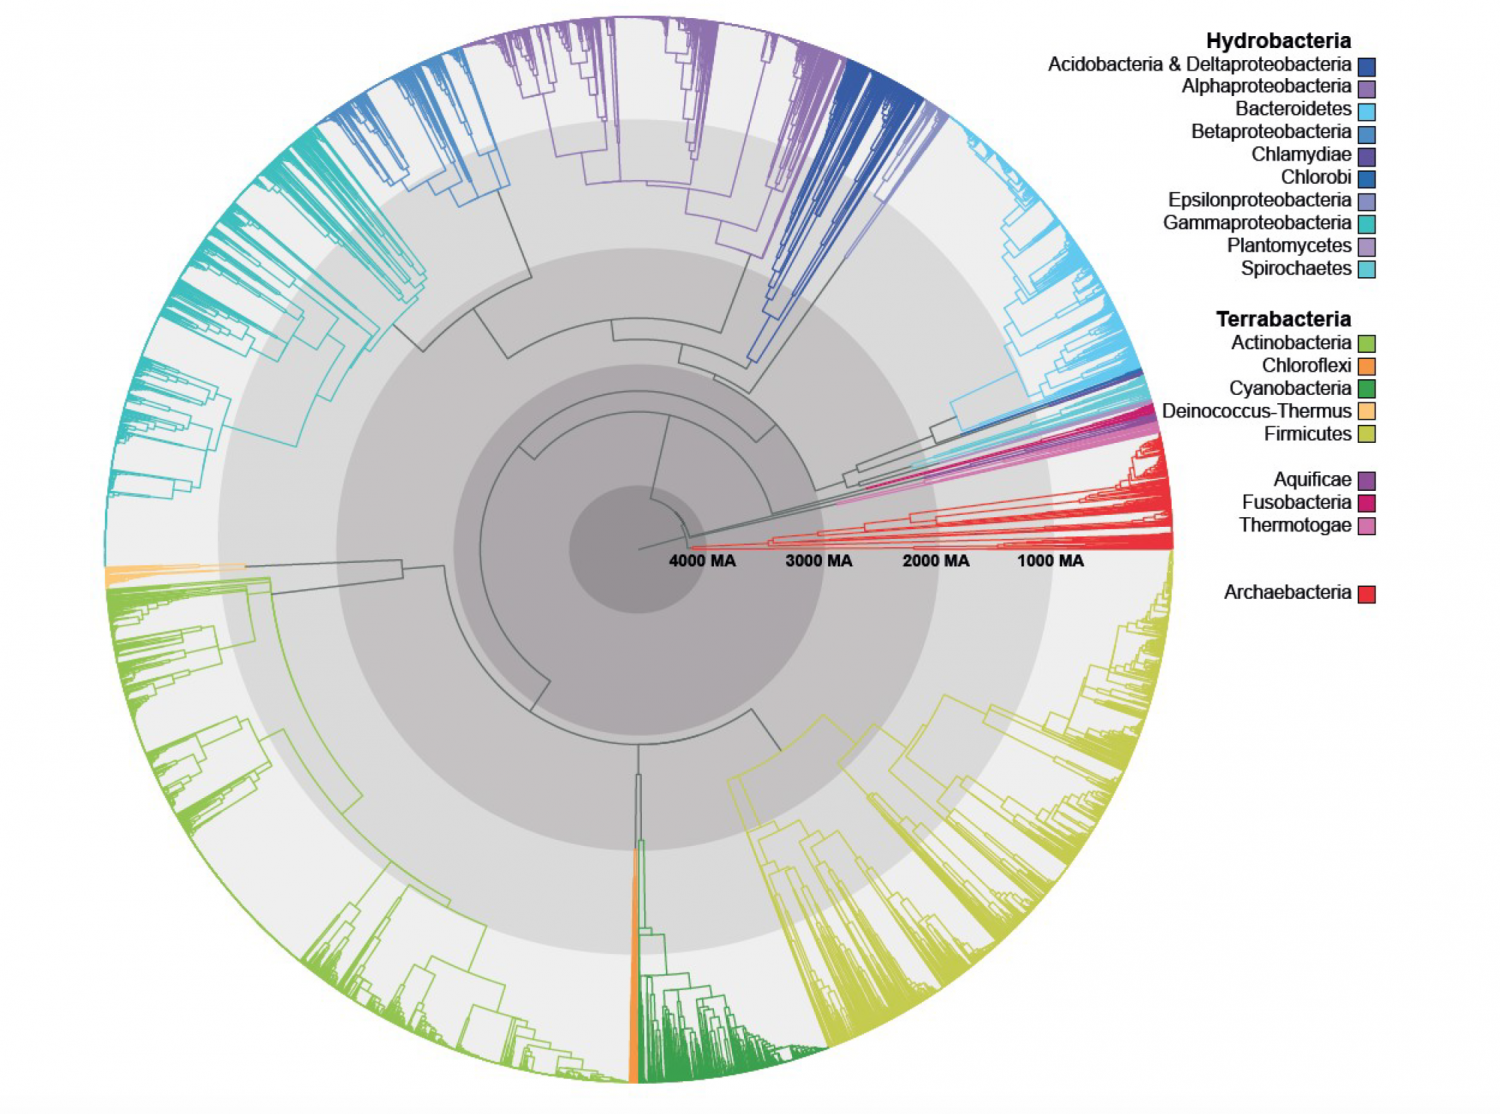 Hydrobacteria
Acidobacteria & Deltaproteobacteria
Alphaproteobacteria
Bacteroidetes
Betaproteobacteria
Chlamydiae
Chlorobi
Epsilonproteobacteria
Gammaproteobacteria
Plantomycetes
Spirochaetes
Terrabacteria
Actinobacteria
Chloroflexi
Cyanobacteria
Deinococcus-Thermus
Firmicutes
Aquificae
Fusobacteria
Thermotogae
Archaebacteria
4000 MA 3000 MA 2000 MA 1000 MA